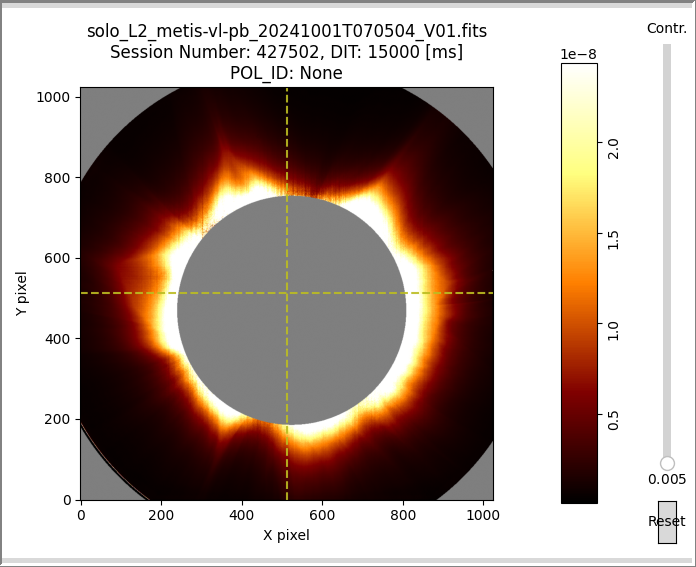 solo_L2_metis-vl-pb_20241001T070504_V01.fits
Session Number: 427502, DIT: 15000 [ms]
POL_ID: None
Contr.
1e−8
1000
800
600
400
200
0
Y pixel
0 200 400 600 800 1000
X pixel
2.0
1.5
1.0
0.5
0.005
Reset